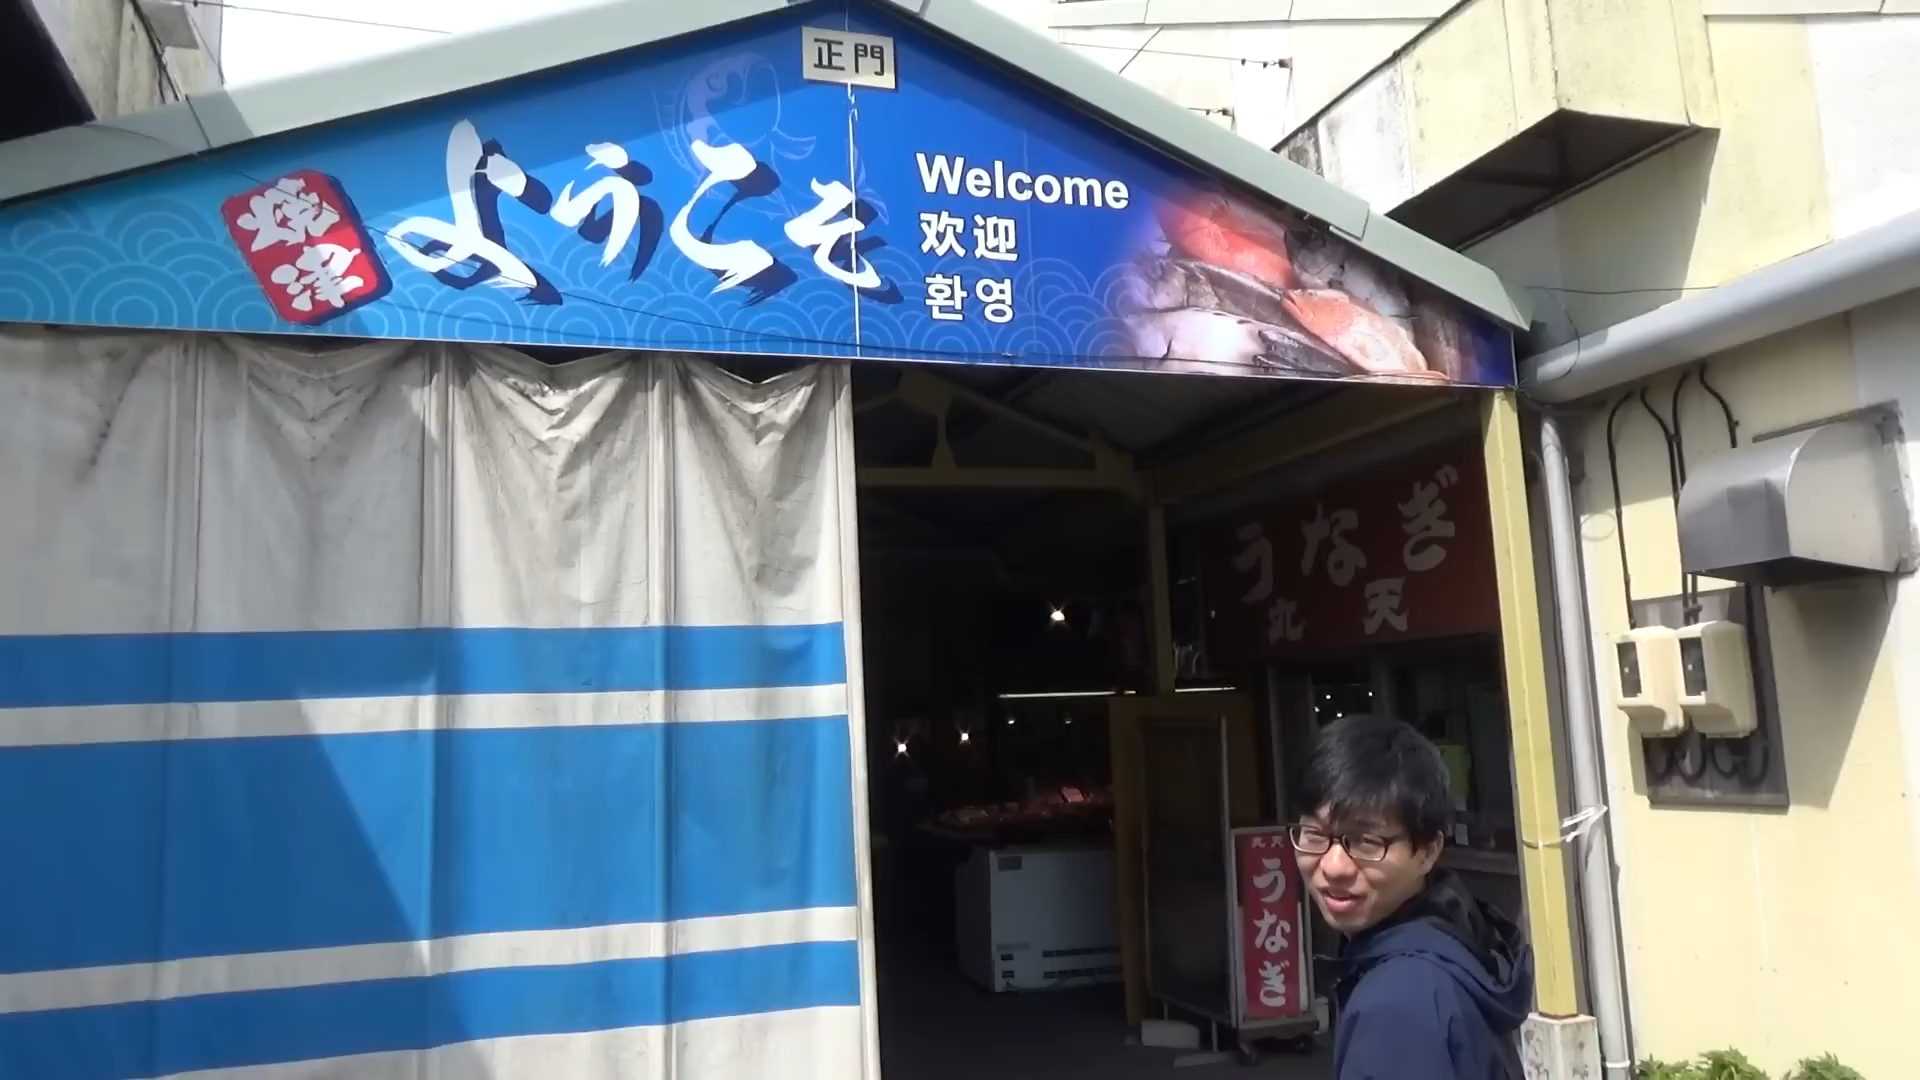 正門
焼津
ようこそ
Welcome
欢迎
환영
うなぎ
丸天
丸天
うなぎ